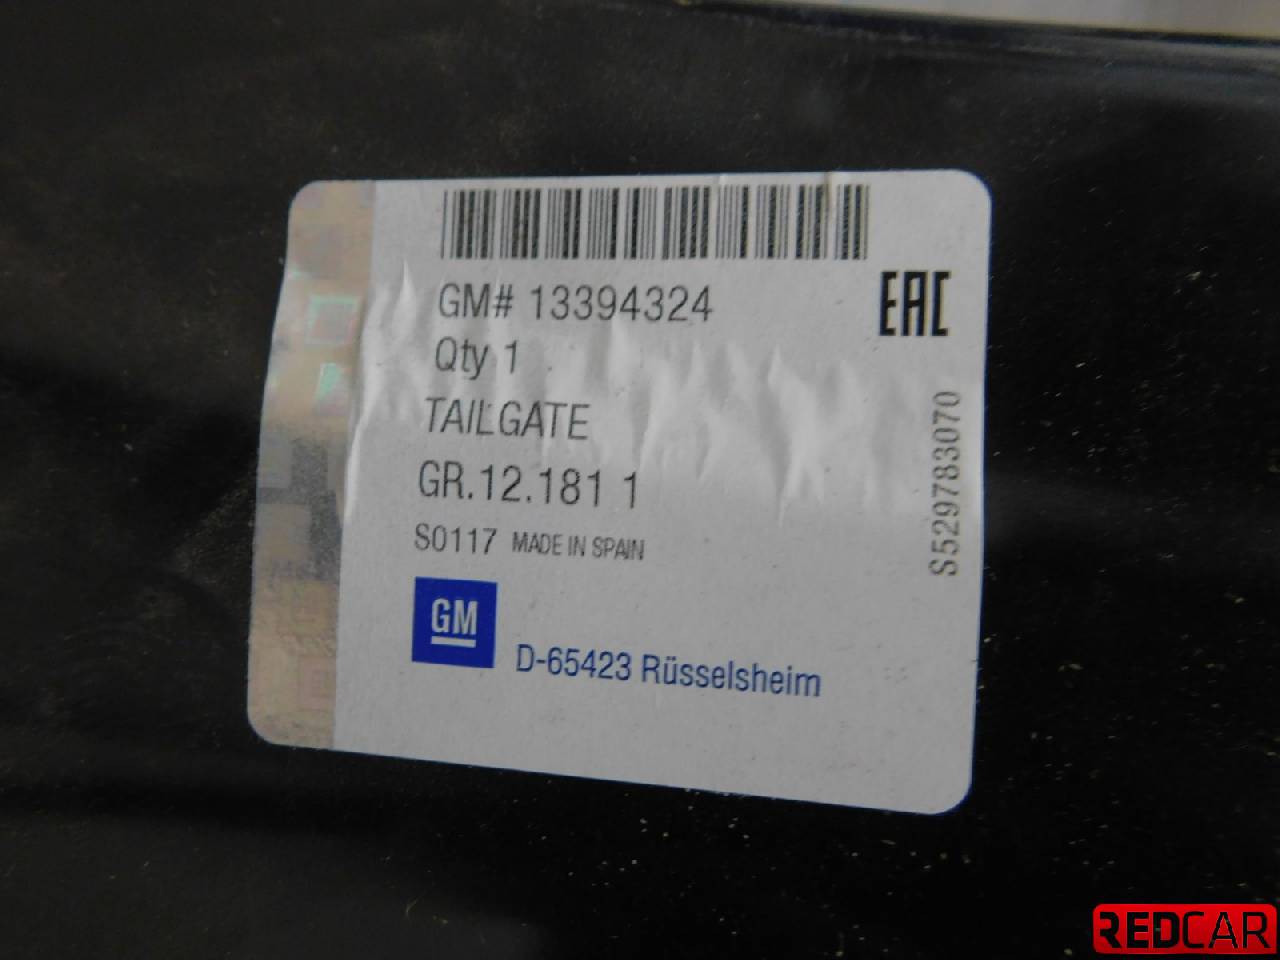 GM# 13394324
EAC
Qty 1
TAILGATE
GR.12.181 1
S0117 MADE IN SPAIN
S529783070
GM
D-65423 Rüsselsheim
REDCAR